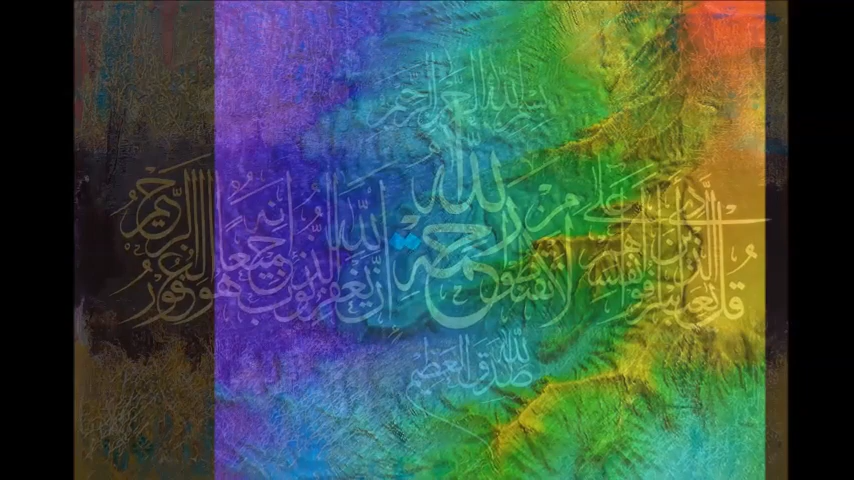 بسم الله الرحمن الرحيم
قل يعبادي الذين أسرفوا على أنفسهم لا تقنطوا من رحمة الله إن الله يغفر الذنوب جميعا إنه هو الغفور الرحيم
صدق الله العظيم